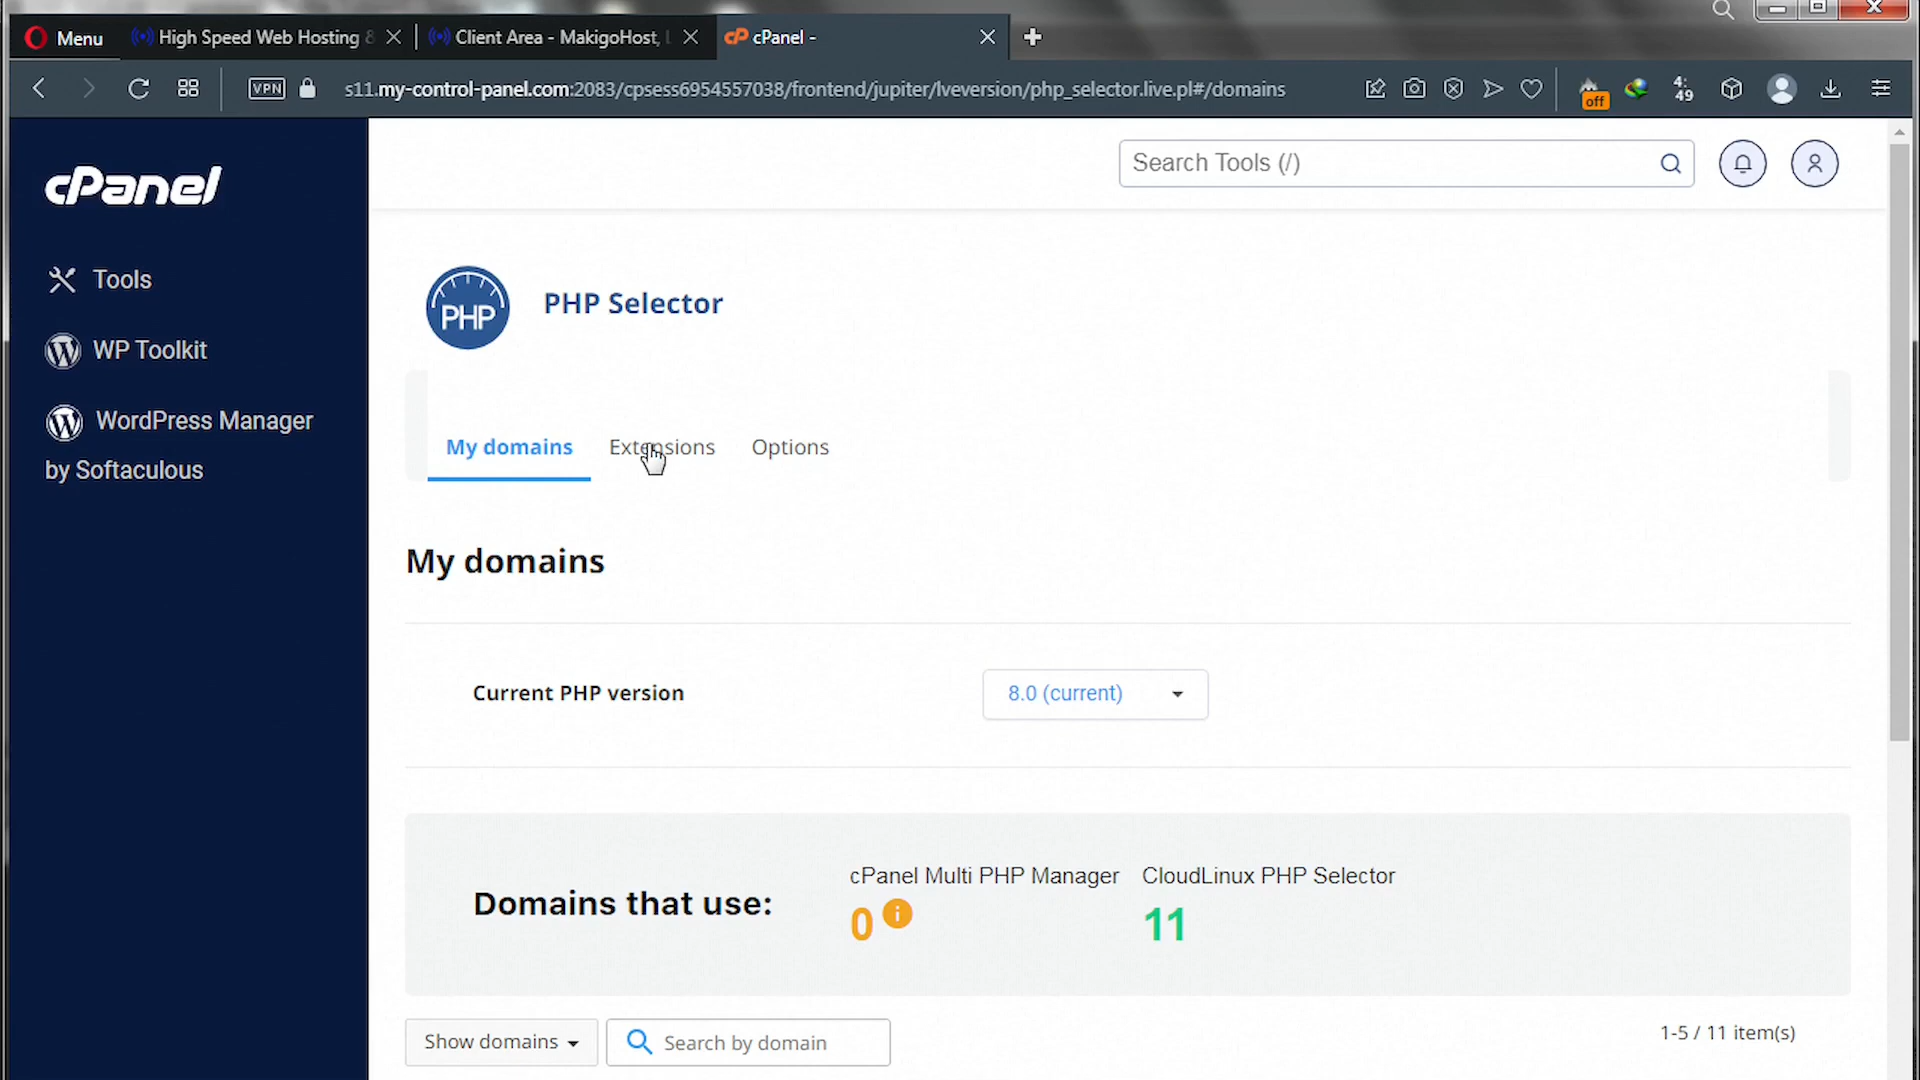 Menu
High Speed Web Hosting &
Client Area - MakigoHost, L
cP cPanel -
VPN
s11.my-control-panel.com:2083/cpsess6954557038/frontend/jupiter/lveversion/php_selector.live.pl#/domains
off
4:
49
cPanel
Search Tools (/)
Tools
PHP
PHP Selector
WP Toolkit
WordPress Manager
by Softaculous
My domains
Extensions
Options
My domains
Current PHP version
8.0 (current)
Domains that use:
cPanel Multi PHP Manager
0
CloudLinux PHP Selector
11
Show domains
Search by domain
1-5 / 11 item(s)